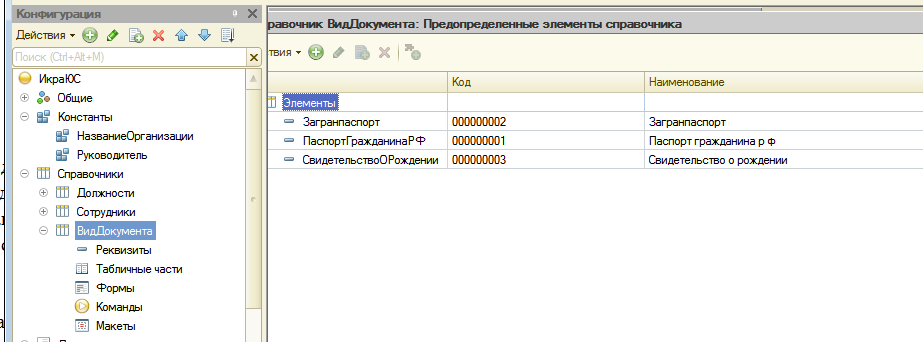 Конфигурация
Действия
Поиск (Ctrl+Alt+M)
ИкраЮС
Общие
Константы
НазваниеОрганизации
Руководитель
Справочники
Должности
Сотрудники
ВидДокумента
Реквизиты
Табличные части
Формы
Команды
Макеты
равочник ВидДокумента: Предопределенные элементы справочника
твия
Код Наименование
Элементы
Загранпаспорт 000000002 Загранпаспорт
ПаспортГражданинаРФ 000000001 Паспорт гражданина р ф
СвидетельствоОРождении 000000003 Свидетельство о рождении